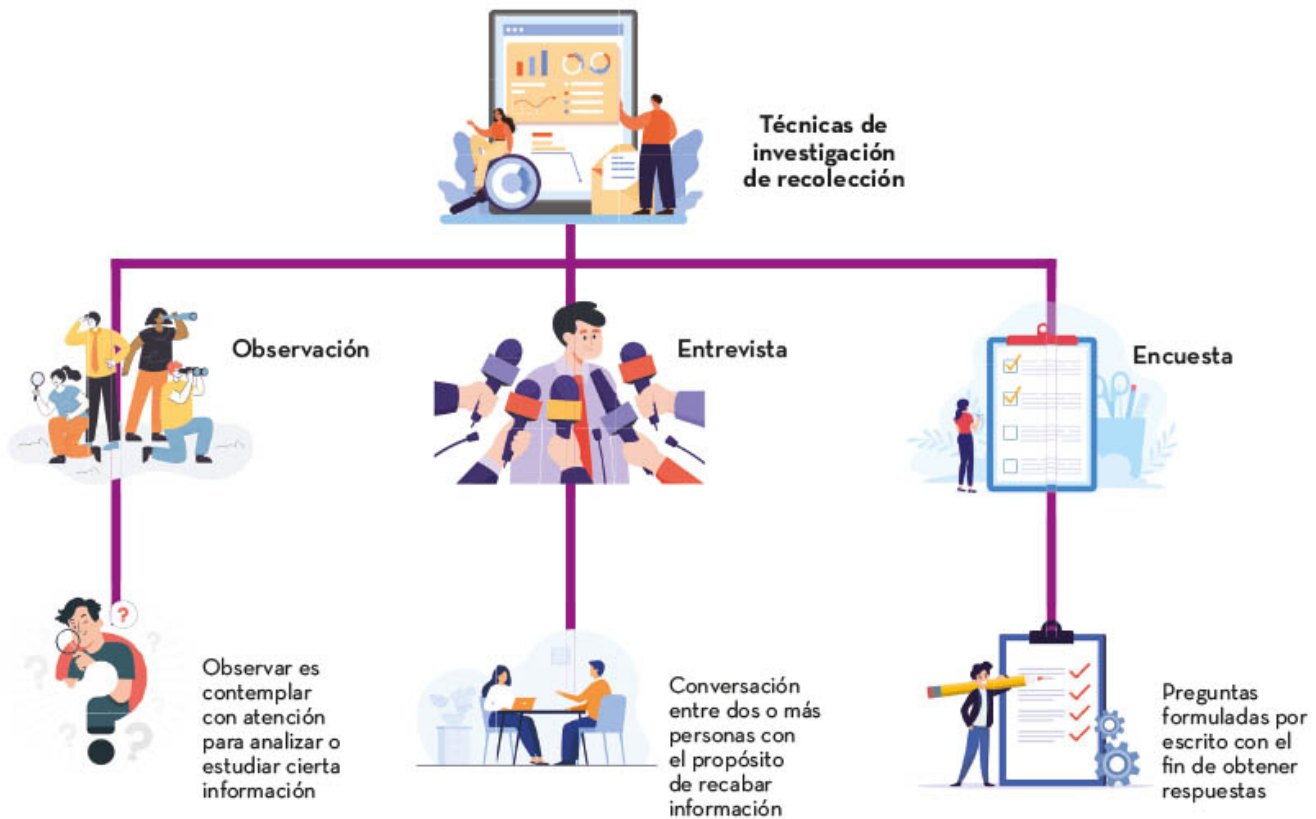 Técnicas de
investigación
de recolección
Observación
Entrevista
Encuesta
Observar es
contemplar
con atención
para analizar o
estudiar cierta
información
Conversación
entre dos o más
personas con
el propósito
de recabar
información
Preguntas
formuladas por
escrito con el
fin de obtener
respuestas